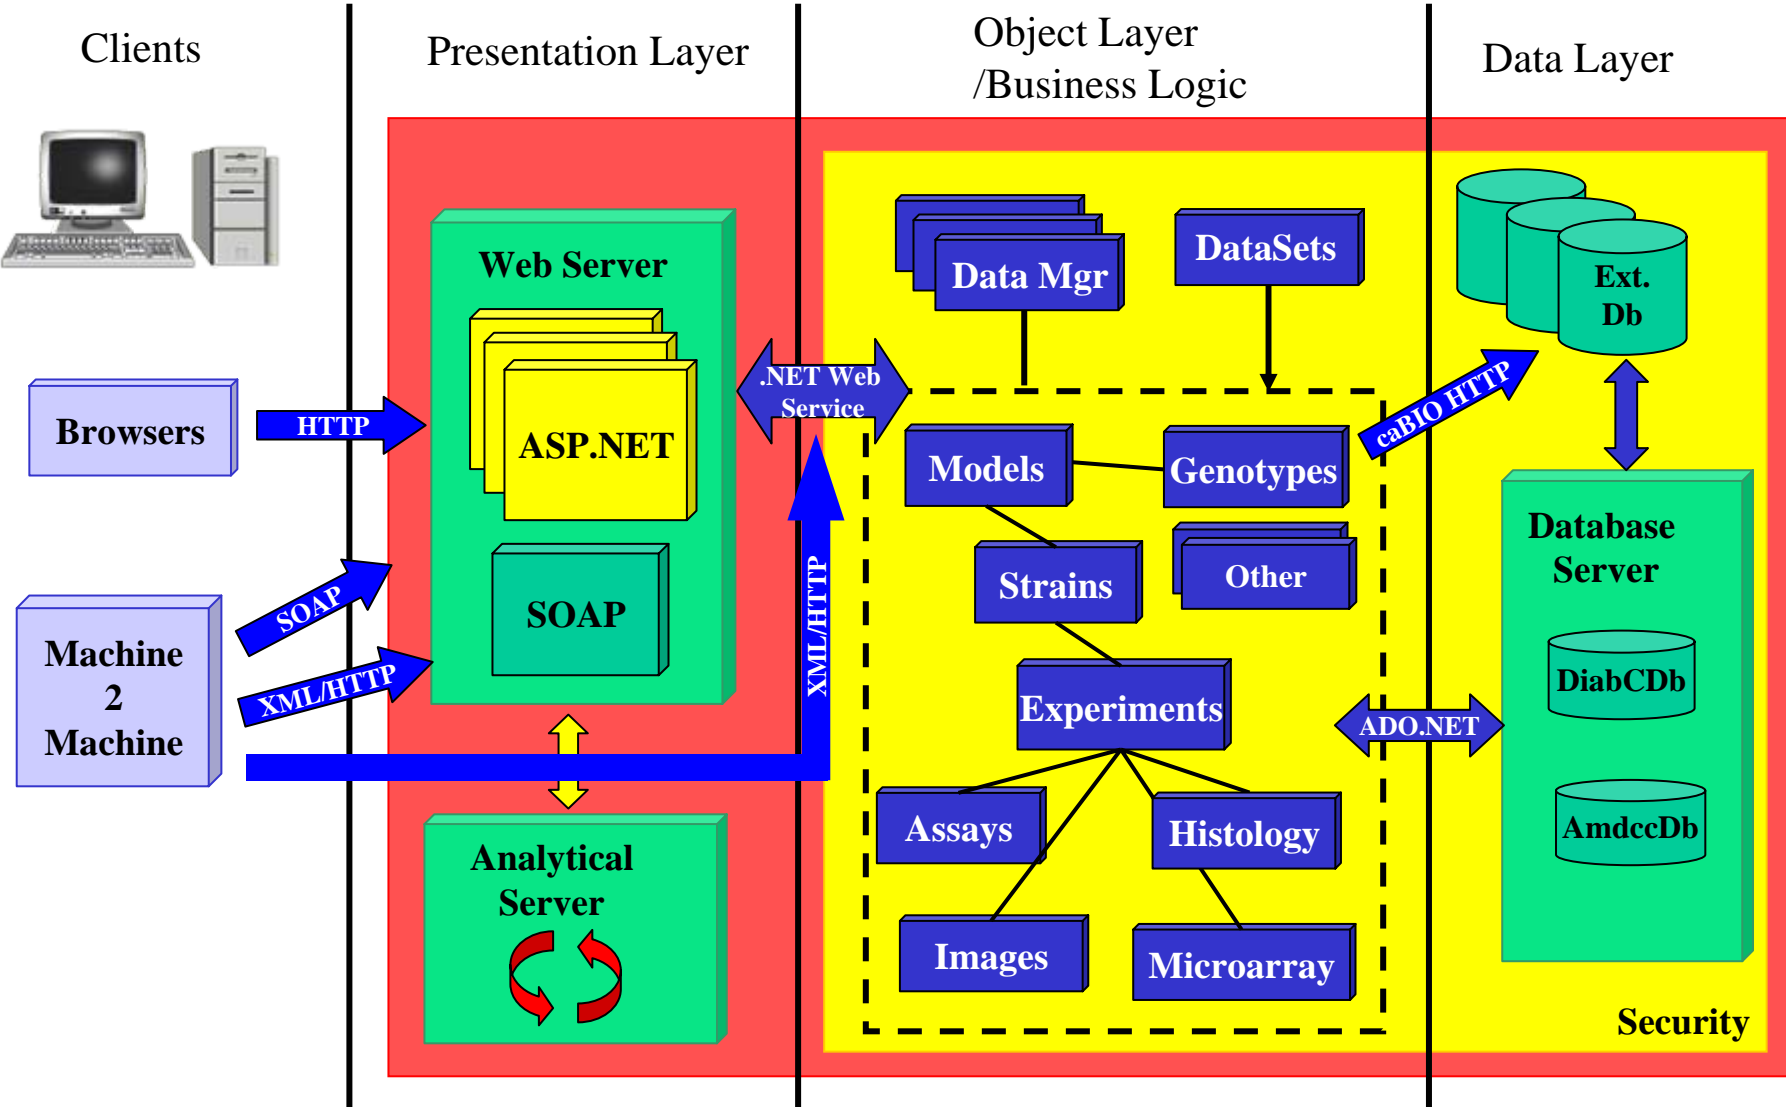 Clients
Presentation Layer
Object Layer
/Business Logic
Data Layer
Browsers
Machine
2
Machine
HTTP
SOAP
XML/HTTP
Web Server
ASP.NET
SOAP
Analytical
Server
.NET Web
Service
XML/HTTP
Data Mgr
DataSets
Models
Genotypes
Strains
Other
Experiments
Assays
Histology
Images
Microarray
caBIO HTTP
ADO.NET
Ext.
Db
Database
Server
DiabCDb
AmdccDb
Security